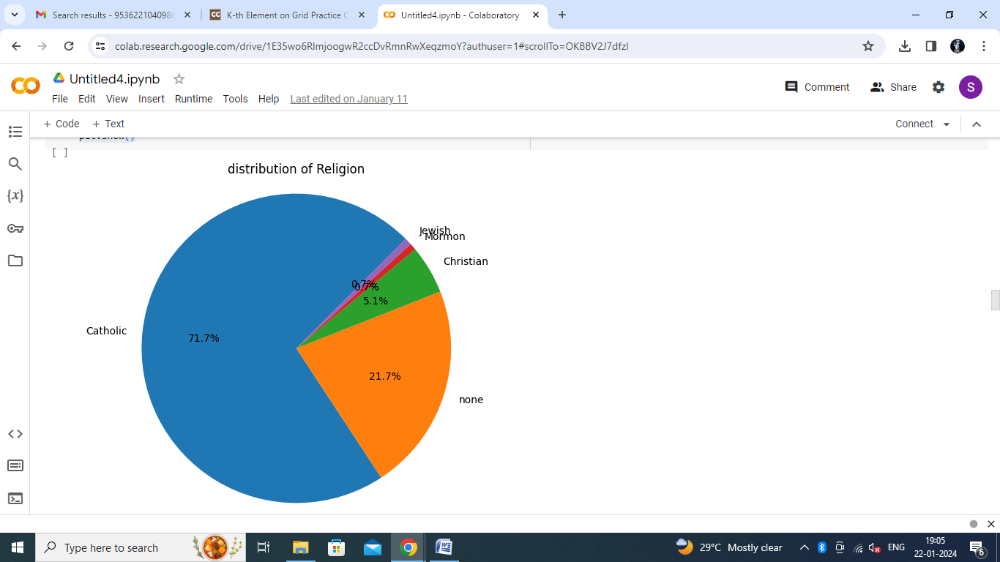 Search results - 953622104098
K-th Element on Grid Practice C
Untitled4.ipynb - Colaboratory
colab.research.google.com/drive/1E35wo6RlmjoogwR2ccDvRmnRwXeqzmoY?authuser=1#scrollTo=OKBBV2J7dfzI
Untitled4.ipynb
Comment Share S
File Edit View Insert Runtime Tools Help Last edited on January 11
+ Code + Text Connect
plt.show()
[ ]
distribution of Religion
Jewish
Mormon
Christian
0.7%
0.7%
5.1%
Catholic
71.7%
21.7%
none
Type here to search
29°C Mostly clear
ENG
19:05
22-01-2024
6